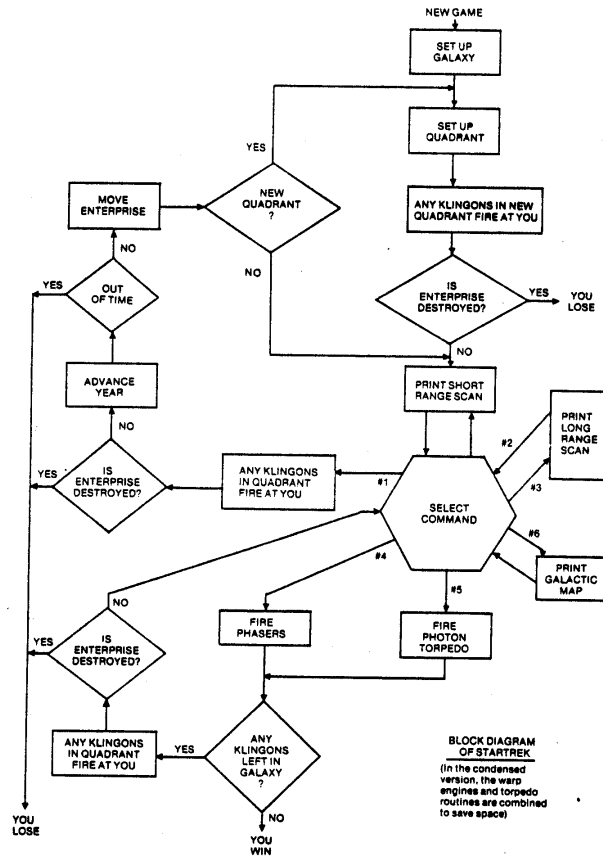 NEW GAME
SET UP
GALAXY
SET UP
QUADRANT
YES
MOVE
ENTERPRISE
NEW
QUADRANT
?
ANY KLINGONS IN NEW
QUADRANT FIRE AT YOU
NO
YES
OUT
OF TIME
NO
IS
ENTERPRISE
DESTROYED?
YES
YOU
LOSE
NO
ADVANCE
YEAR
PRINT SHORT
RANGE SCAN
PRINT
LONG
RANGE
SCAN
NO
#2
YES
IS
ENTERPRISE
DESTROYED?
ANY KLINGONS
IN QUADRANT
FIRE AT YOU
#1
#3
SELECT
COMMAND
#6
PRINT
GALACTIC
MAP
#4
#5
NO
FIRE
PHASERS
FIRE
PHOTON
TORPEDO
YES
IS
ENTERPRISE
DESTROYED?
ANY KLINGONS
IN QUADRANT
FIRE AT YOU
YES
ANY
KLINGONS
LEFT IN
GALAXY
?
NO
YOU
LOSE
YOU
WIN
BLOCK DIAGRAM
OF STARTREK
(In the condensed
version, the warp
engines and torpedo
routines are combined
to save space)